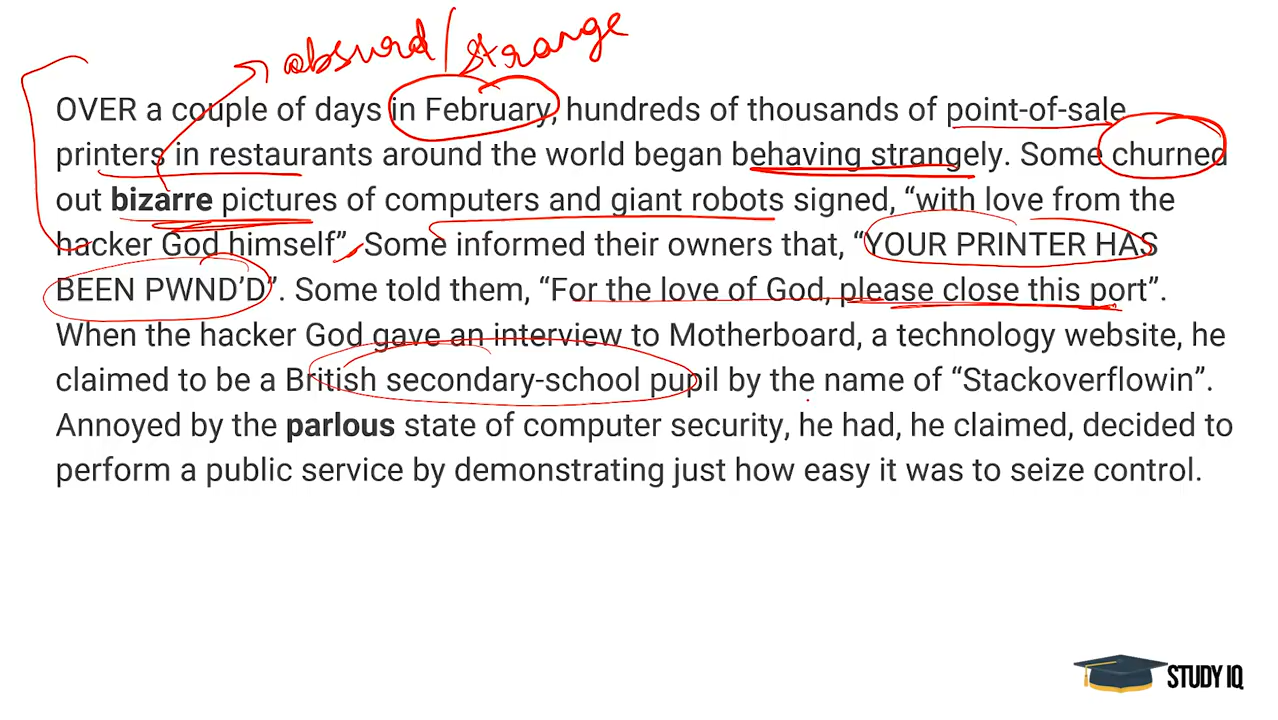 absurd/strange
OVER a couple of days in February, hundreds of thousands of point-of-sale
printers in restaurants around the world began behaving strangely. Some churned
out bizarre pictures of computers and giant robots signed, “with love from the
hacker God himself”. Some informed their owners that, “YOUR PRINTER HAS
BEEN PWND’D”. Some told them, “For the love of God, please close this port”.
When the hacker God gave an interview to Motherboard, a technology website, he
claimed to be a British secondary-school pupil by the name of “Stackoverflowin”.
Annoyed by the parlous state of computer security, he had, he claimed, decided to
perform a public service by demonstrating just how easy it was to seize control.
STUDY IQ